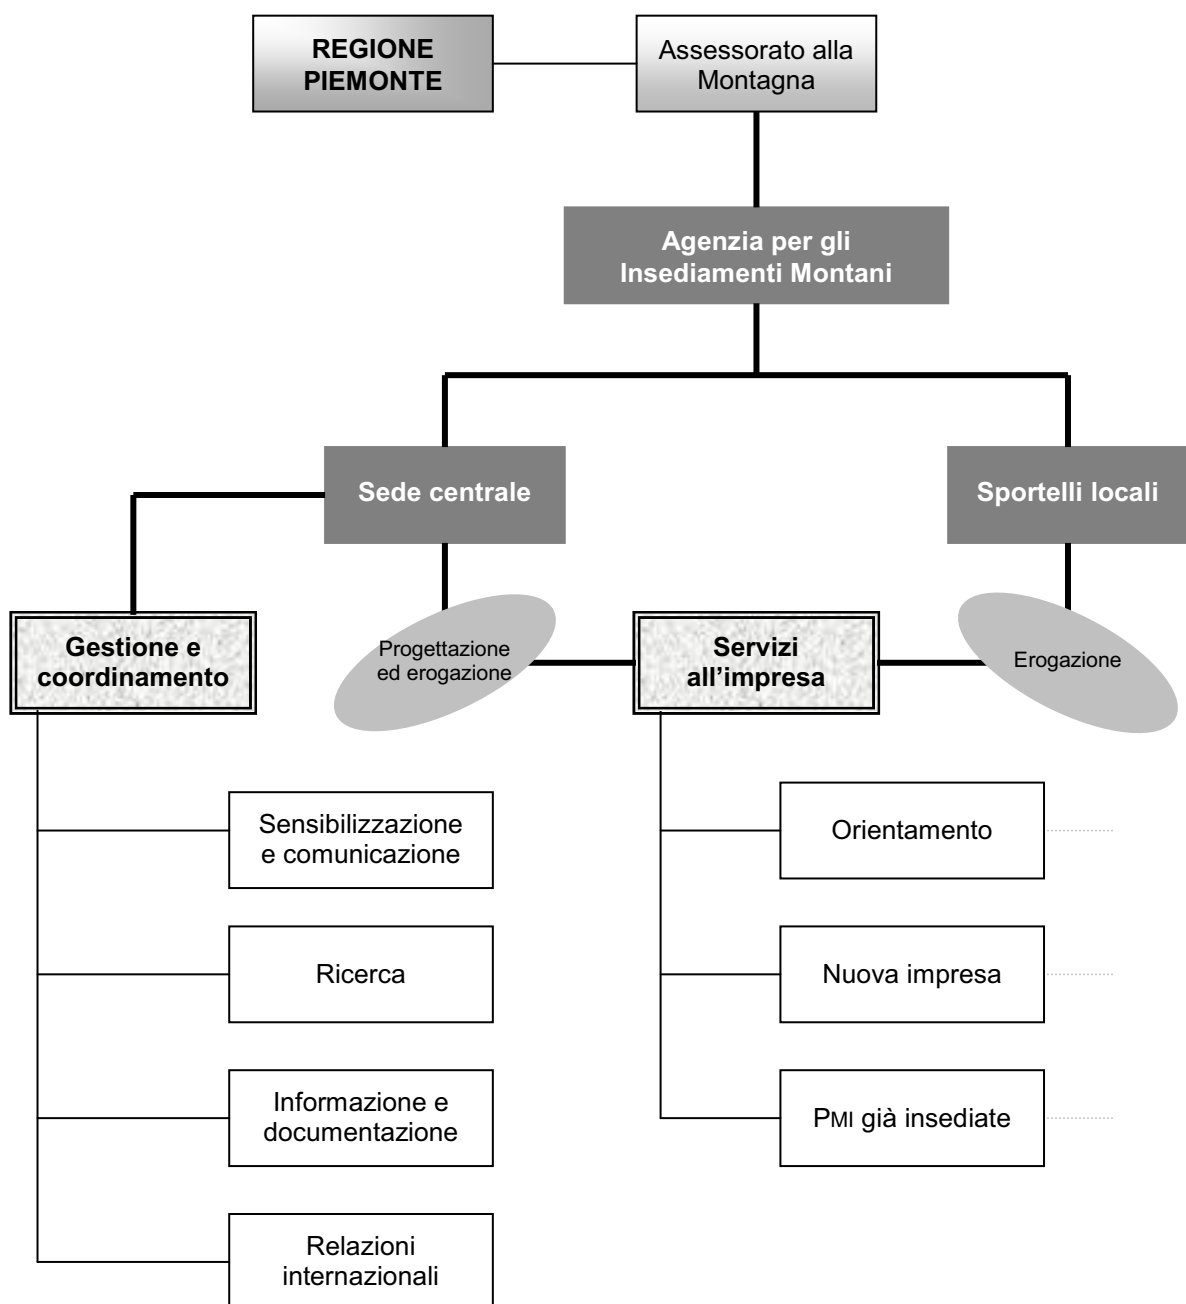 REGIONE
PIEMONTE
Assessorato alla
Montagna
Agenzia per gli
Insediamenti Montani
Sede centrale
Sportelli locali
Gestione e
coordinamento
Progettazione
ed erogazione
Servizi
all'impresa
Erogazione
Sensibilizzazione
e comunicazione
Orientamento
Ricerca
Nuova impresa
Informazione e
documentazione
PMI già insediate
Relazioni
internazionali